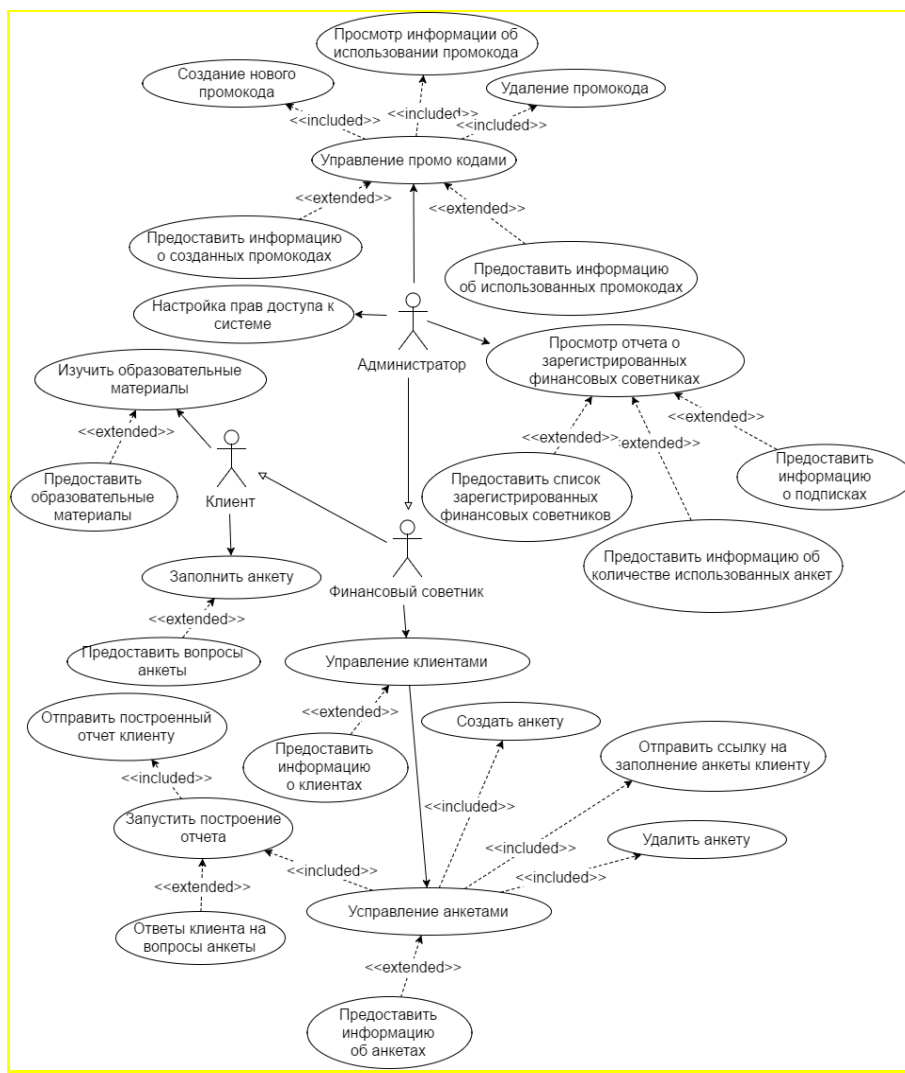 Просмотр информации об
использовании промокода
Создание нового
промокода
Удаление промокода
<<included>>
<<included>>
<<included>>
Управление промо кодами
<<extended>>
<<extended>>
Предоставить информацию
о созданных промокодах
Предоставить информацию
об использованных промокодах
Настройка прав доступа к
системе
Администратор
Просмотр отчета о
зарегистрированных
финансовых советниках
Изучить образовательные
материалы
<<extended>>
Предоставить
образовательные
материалы
Клиент
<<extended>>
<<extended>>
<<extended>>
Предоставить список
зарегистрированных
финансовых советников
Предоставить
информацию
о подписках
Предоставить информацию об
количестве использованных анкет
Финансовый советник
Заполнить анкету
<<extended>>
Предоставить вопросы
анкеты
Управление клиентами
<<extended>>
Предоставить
информацию
о клиентах
Отправить построенный
отчет клиенту
<<included>>
Запустить построение
отчета
<<extended>>
Ответы клиента на
вопросы анкеты
<<included>>
Создать анкету
<<included>>
Отправить ссылку на
заполнение анкеты клиенту
<<included>>
Удалить анкету
<<included>>
Усправление анкетами
<<extended>>
Предоставить
информацию
об анкетах